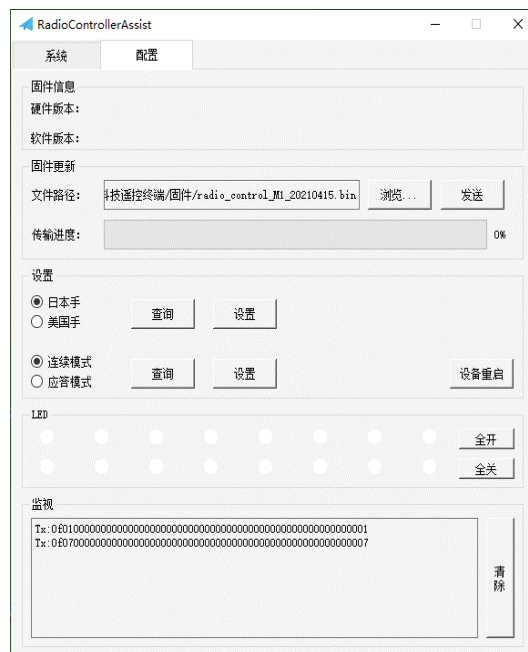 RadioControllerAssist
系统 配置
固件信息
硬件版本:
软件版本:
固件更新
文件路径: 科技遥控终端/固件/radio_control_M1_20210415.bin 浏览... 发送
传输进度: 0%
设置
日本手
美国手
查询 设置
连续模式
应答模式
查询 设置 设备重启
LED
全开
全关
监视
清除